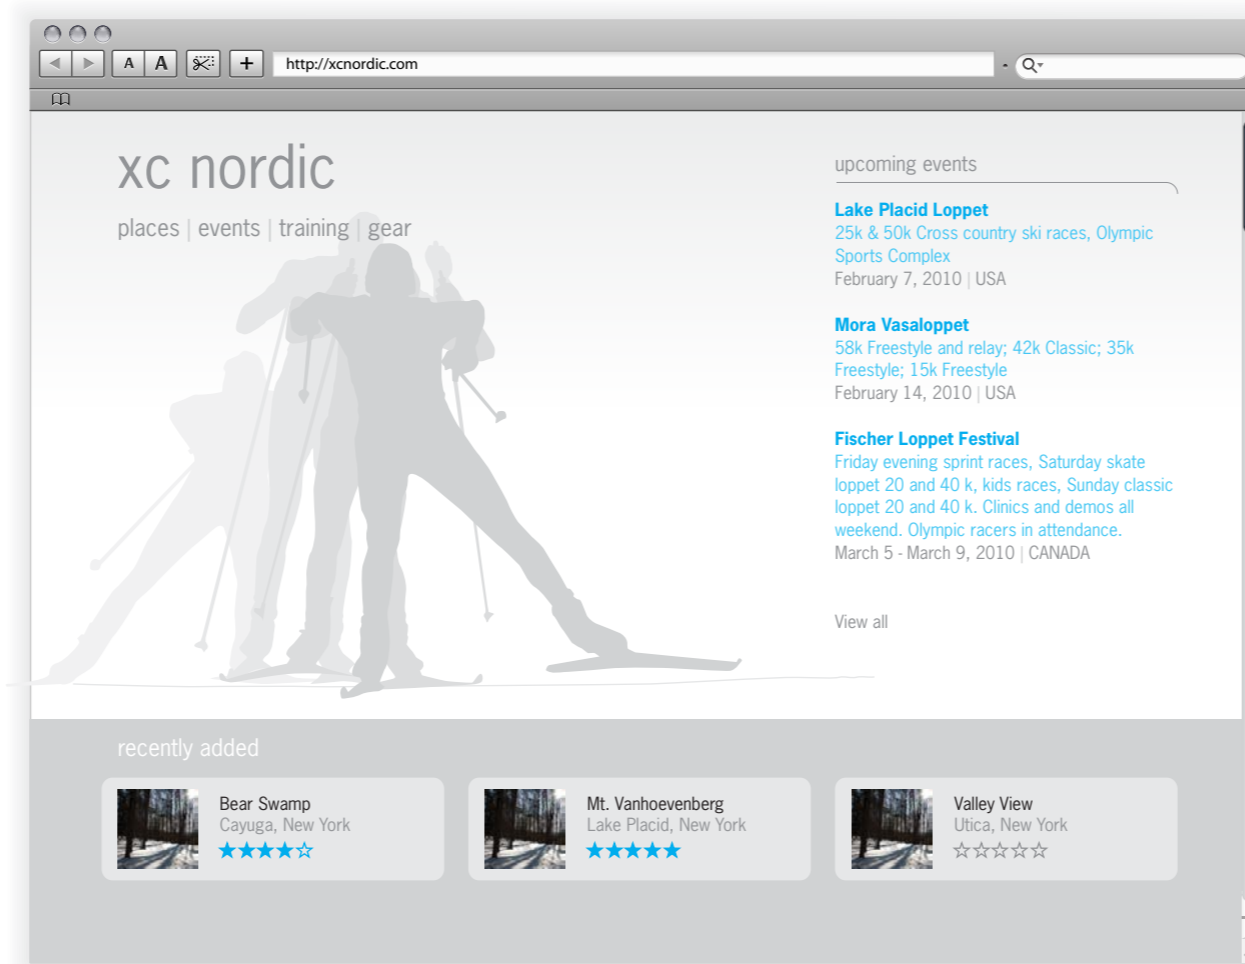 A A +
http://xcnordic.com
xc nordic
places | events | training | gear
upcoming events
Lake Placid Loppet
25k & 50k Cross country ski races, Olympic
Sports Complex
February 7, 2010 | USA
Mora Vasaloppet
58k Freestyle and relay; 42k Classic; 35k
Freestyle; 15k Freestyle
February 14, 2010 | USA
Fischer Loppet Festival
Friday evening sprint races, Saturday skate
loppet 20 and 40 k, kids races, Sunday classic
loppet 20 and 40 k. Clinics and demos all
weekend. Olympic racers in attendance.
March 5 - March 9, 2010 | CANADA
View all
recently added
Bear Swamp
Cayuga, New York
Mt. Vanhoevenberg
Lake Placid, New York
Valley View
Utica, New York